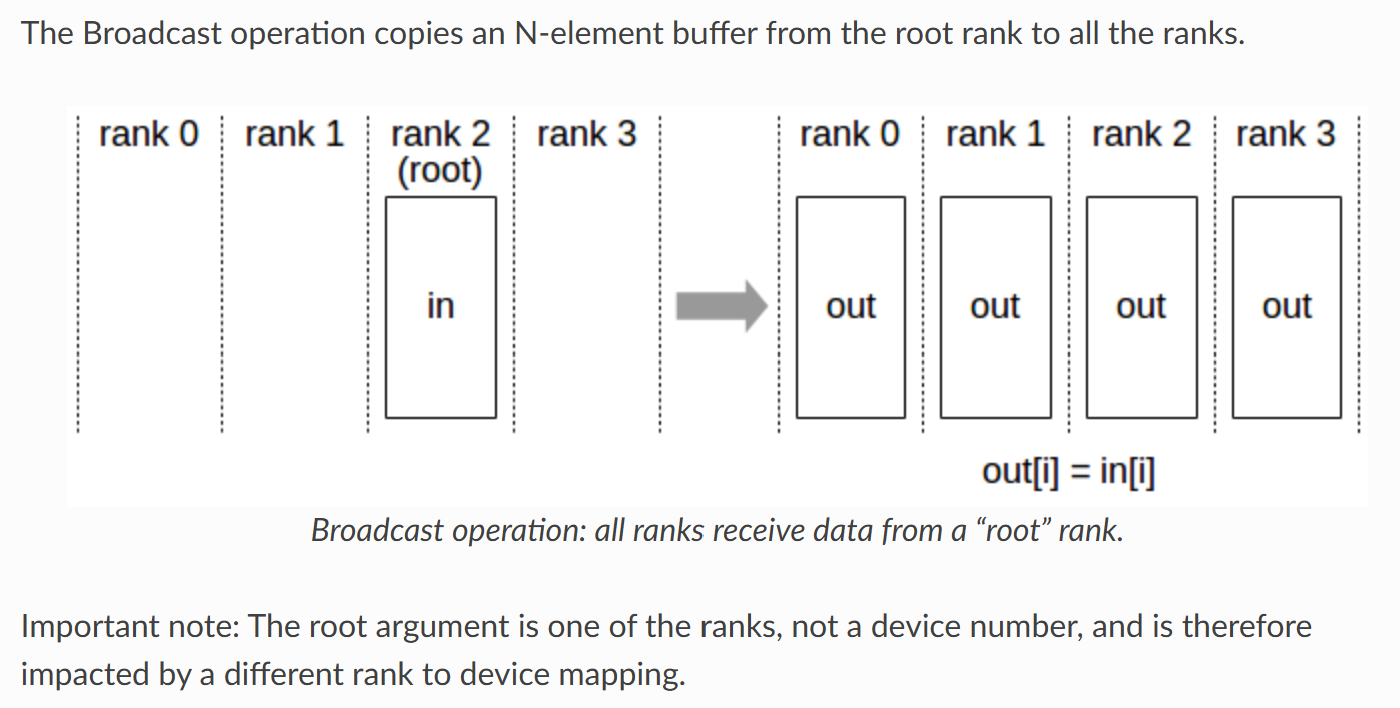 The Broadcast operation copies an N-element buffer from the root rank to all the ranks.
rank 0 rank 1 rank 2 rank 3 rank 0 rank 1 rank 2 rank 3
(root)
in out out out out
out[i] = in[i]
Broadcast operation: all ranks receive data from a “root” rank.
Important note: The root argument is one of the ranks, not a device number, and is therefore
impacted by a different rank to device mapping.